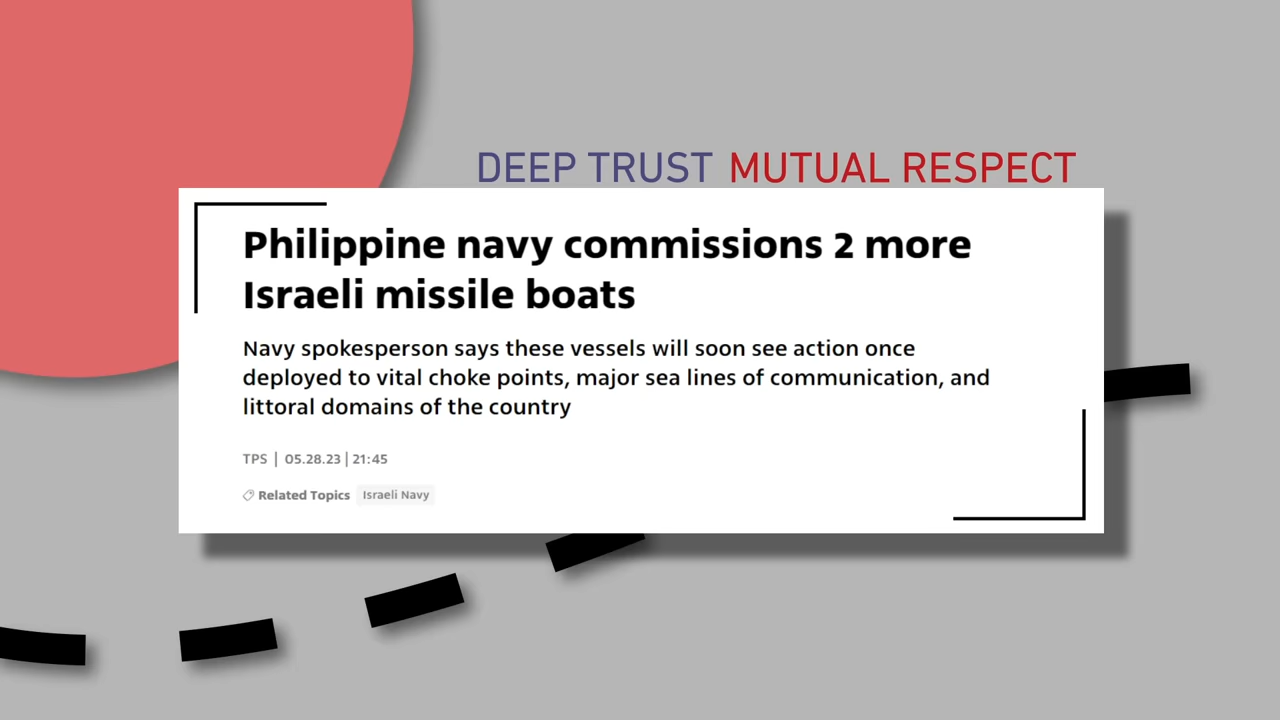 DEEP TRUST MUTUAL RESPECT
Philippine navy commissions 2 more
Israeli missile boats
Navy spokesperson says these vessels will soon see action once
deployed to vital choke points, major sea lines of communication, and
littoral domains of the country
TPS | 05.28.23 | 21:45
Related Topics Israeli Navy